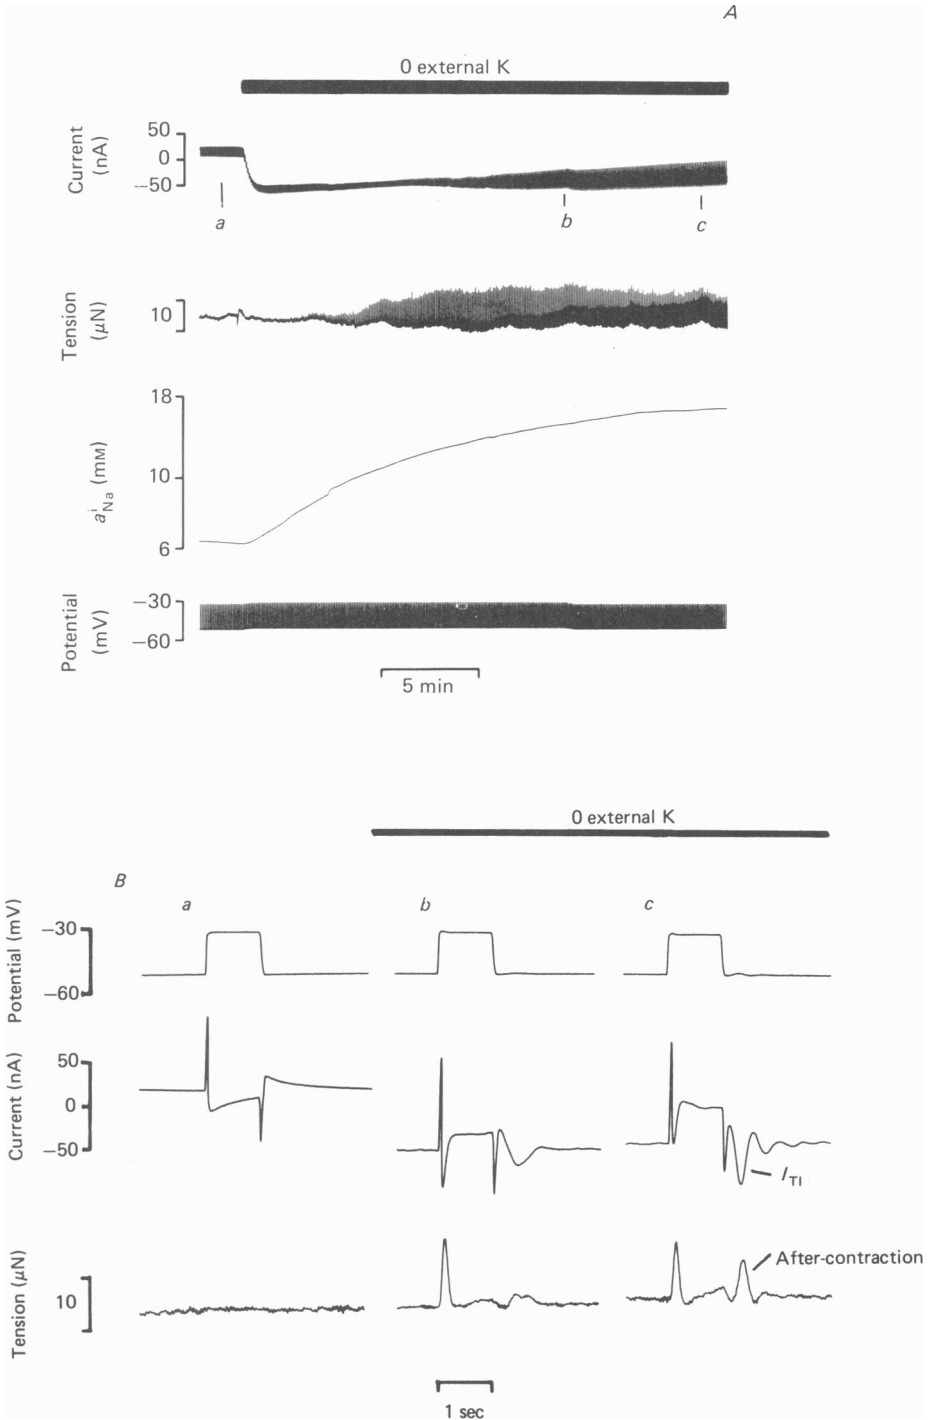 A
0 external K
50
0
−50
Current
(nA)
a
b
c
Tension
(μN)
10
18
10
6
a^i_Na (mM)
−30
−60
Potential
(mV)
5 min
0 external K
B
a
b
c
Potential (mV)
−30
−60
Current (nA)
50
0
−50
I_TI
Tension (μN)
10
After-contraction
1 sec